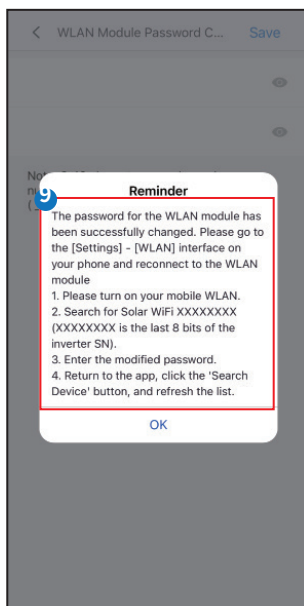 WLAN Module Password C... Save
Not
9
n
(
Reminder
The password for the WLAN module has
been successfully changed. Please go to
the [Settings] - [WLAN] interface on
your phone and reconnect to the WLAN
module
1. Please turn on your mobile WLAN.
2. Search for Solar WiFi XXXXXXXX
(XXXXXXXX is the last 8 bits of the
inverter SN).
3. Enter the modified password.
4. Return to the app, click the 'Search
Device' button, and refresh the list.
OK